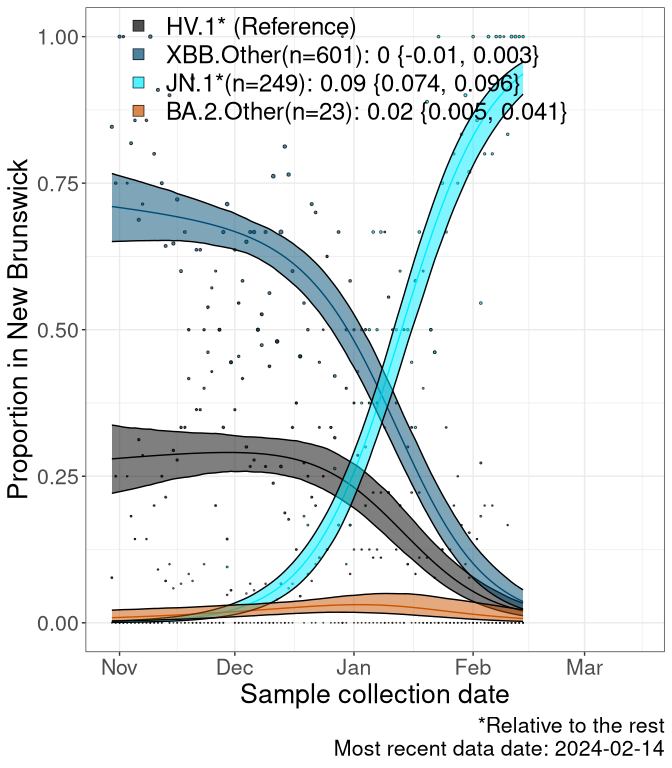 HV.1* (Reference)
XBB.Other(n=601): 0 {-0.01, 0.003}
JN.1*(n=249): 0.09 {0.074, 0.096}
BA.2.Other(n=23): 0.02 {0.005, 0.041}
1.00
0.75
0.50
0.25
0.00
Proportion in New Brunswick
Nov Dec Jan Feb Mar
Sample collection date
*Relative to the rest
Most recent data date: 2024-02-14